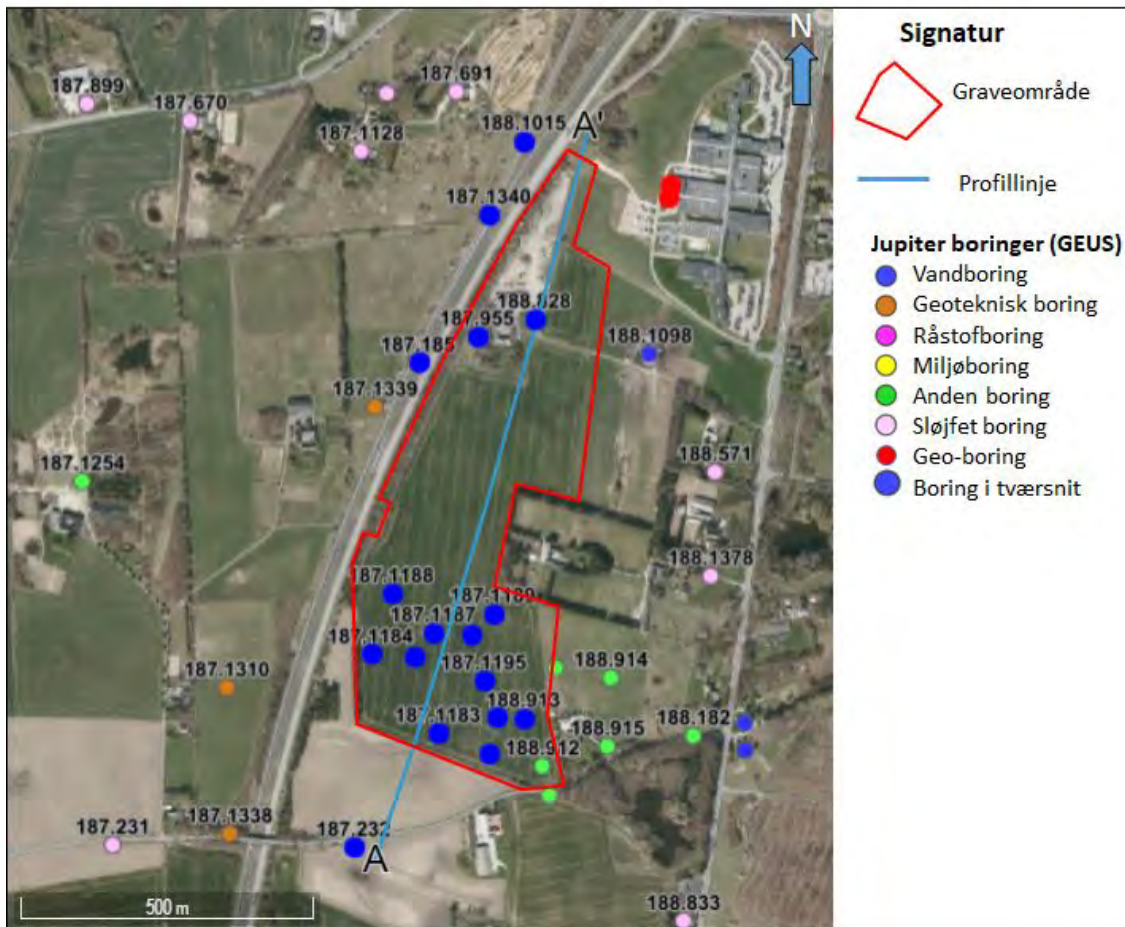 N
Signatur
Graveområde
Profillinje
Jupiter boringer (GEUS)
Vandboring
Geoteknisk boring
Råstofboring
Miljøboring
Anden boring
Sløjfet boring
Geo-boring
Boring i tværsnit
187.899
187.670
187.691
187.1128
188.1015
A'
187.1340
188.828
187.955
187.185
188.1098
187.1339
187.1254
188.571
188.1378
187.1188
187.1187
187.1184
187.1195
187.1310
188.914
188.913
187.1183
188.915
188.182
188.912
187.1338
187.232
187.231
A
500 m
188.833